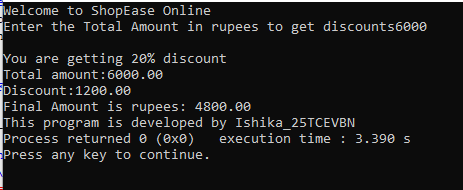 Welcome to ShopEase Online
Enter the Total Amount in rupees to get discounts6000
You are getting 20% discount
Total amount:6000.00
Discount:1200.00
Final Amount is rupees: 4800.00
This program is developed by Ishika_25TCEVBN
Process returned 0 (0x0)   execution time : 3.390 s
Press any key to continue.